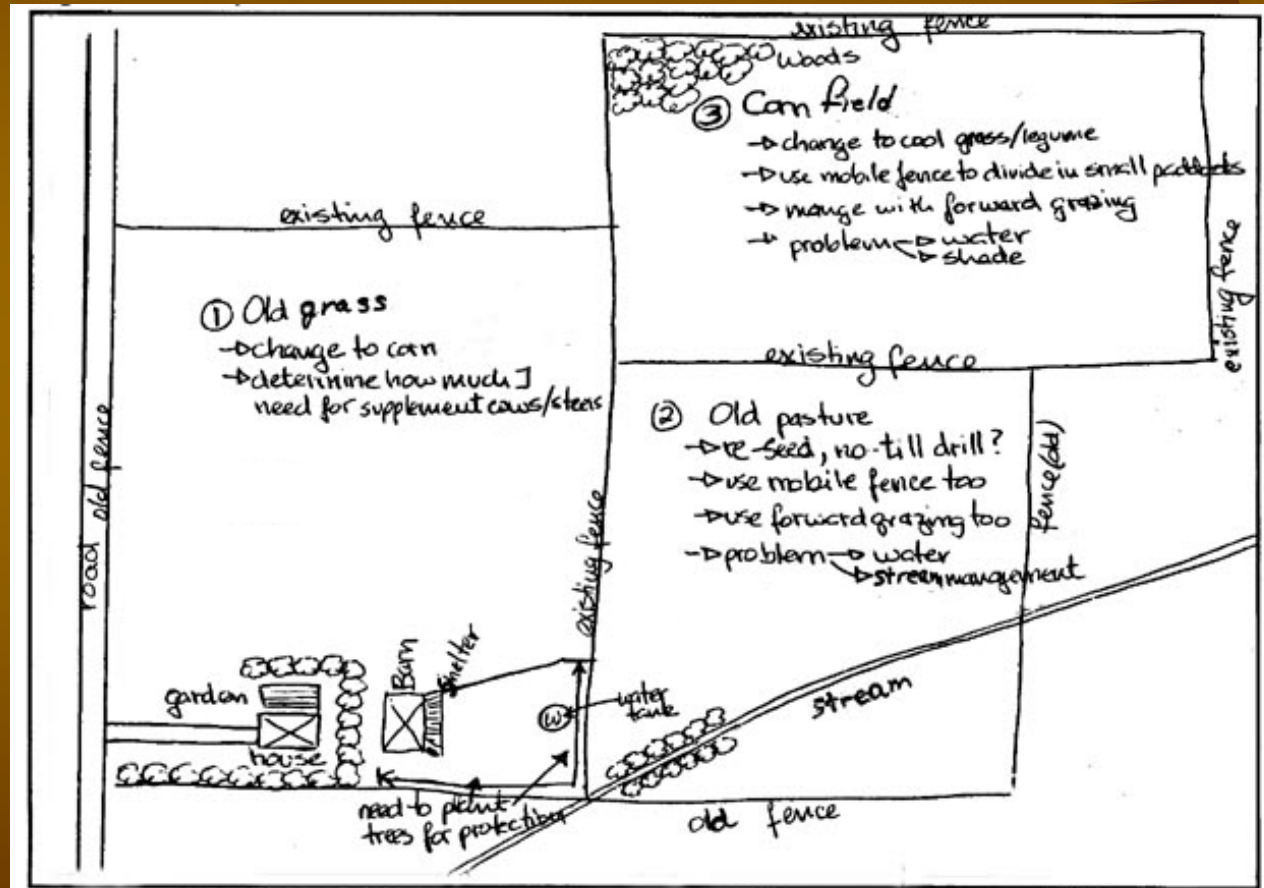 existing fence
woods
③ Corn field
→ change to cool grass/legume
→ use mobile fence to divide in small paddocks
→ mange with forward grazing
→ problem → water
→ shade
existing fence
existing fence
① Old grass
→ change to corn
→ determine how much I
need for supplement cows/steers
existing fence
② Old pasture
→ re-seed, no-till drill?
→ use mobile fence too
→ use forward grazing too
→ problem → water
→ stream mangement
fence (old)
old fence
road
existing fence
Barn
shelter
garden
house
W
water
tank
stream
need to plant
trees for protection
old fence